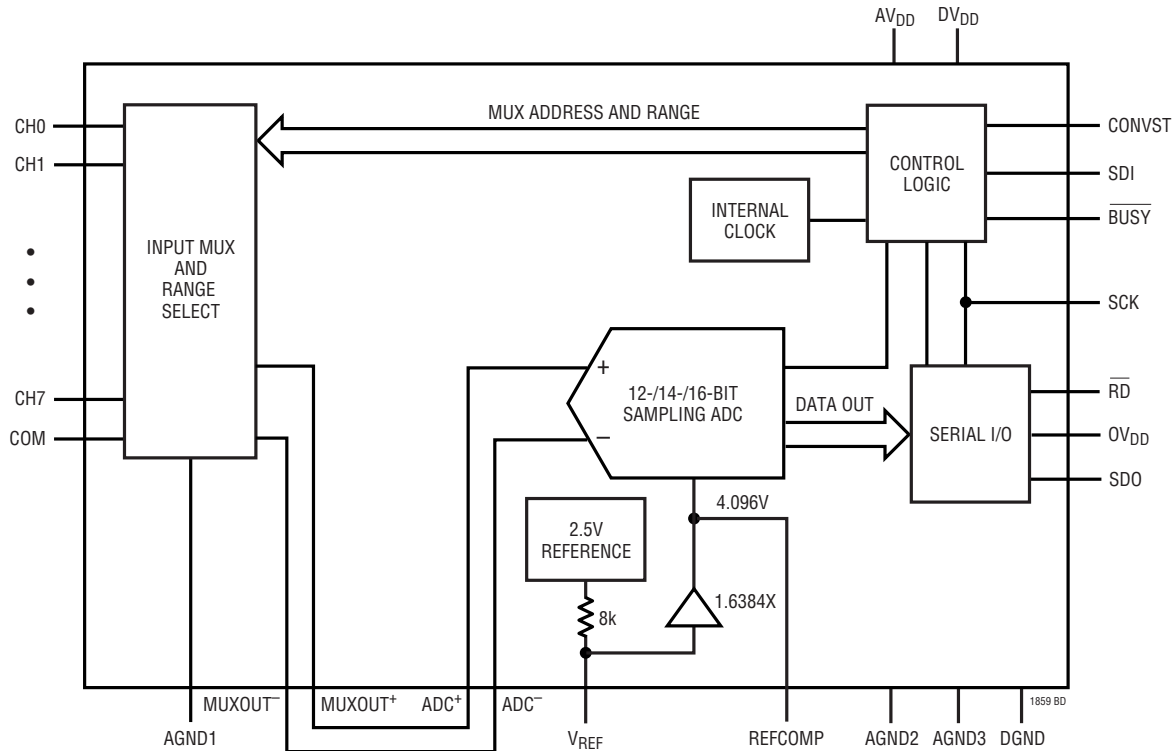 AVDD
DVDD
CH0
CH1
CH7
COM
INPUT MUX
AND
RANGE
SELECT
MUX ADDRESS AND RANGE
CONTROL
LOGIC
INTERNAL
CLOCK
CONVST
SDI
BUSY
SCK
RD
OVDD
SDO
+
–
12-/14-/16-BIT
SAMPLING ADC
DATA OUT
SERIAL I/O
2.5V
REFERENCE
4.096V
8k
1.6384X
MUXOUT–
MUXOUT+
ADC+
ADC–
1859 BD
AGND1
VREF
REFCOMP
AGND2
AGND3
DGND